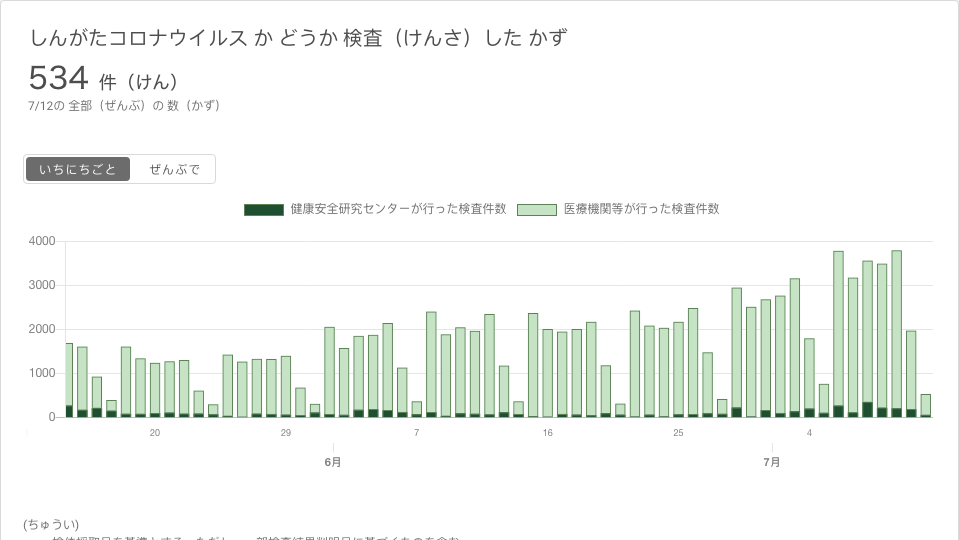 しんがたコロナウイルス か どうか 検査（けんさ）した かず
534 件（けん）
7/12の 全部（ぜんぶ）の 数（かず）
いちにちごと ぜんぶで
健康安全研究センターが行った検査件数 医療機関等が行った検査件数
4000
3000
2000
1000
0
20 29 7 16 25 4
6月 7月
(ちゅうい)